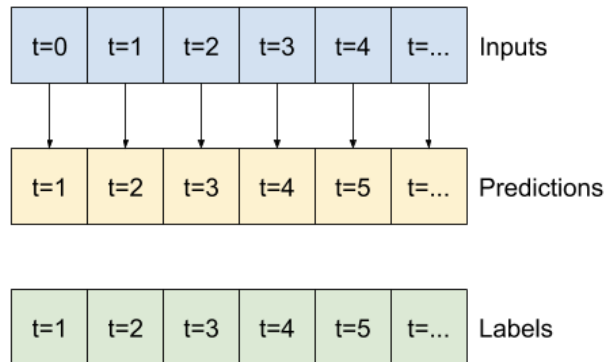 t=0 t=1 t=2 t=3 t=4 t=... Inputs
t=1 t=2 t=3 t=4 t=5 t=... Predictions
t=1 t=2 t=3 t=4 t=5 t=... Labels